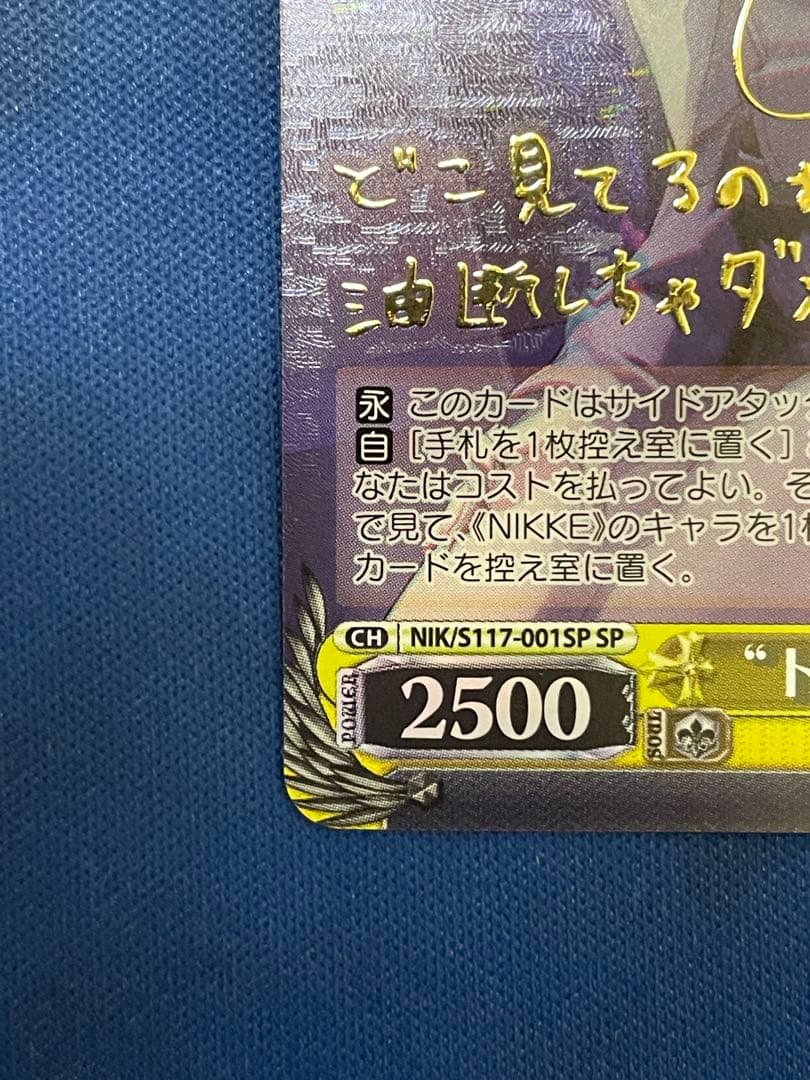 どこ見てるの
油断しちゃダメ
永 このカードはサイドアタッ
自 [手札を1枚控え室に置く]
なたはコストを払ってよい。そ
で見て、《NIKKE》のキャラを1枚
カードを控え室に置く。
CH NIK/S117-001SP SP
“ト
POWER 2500 SOUL